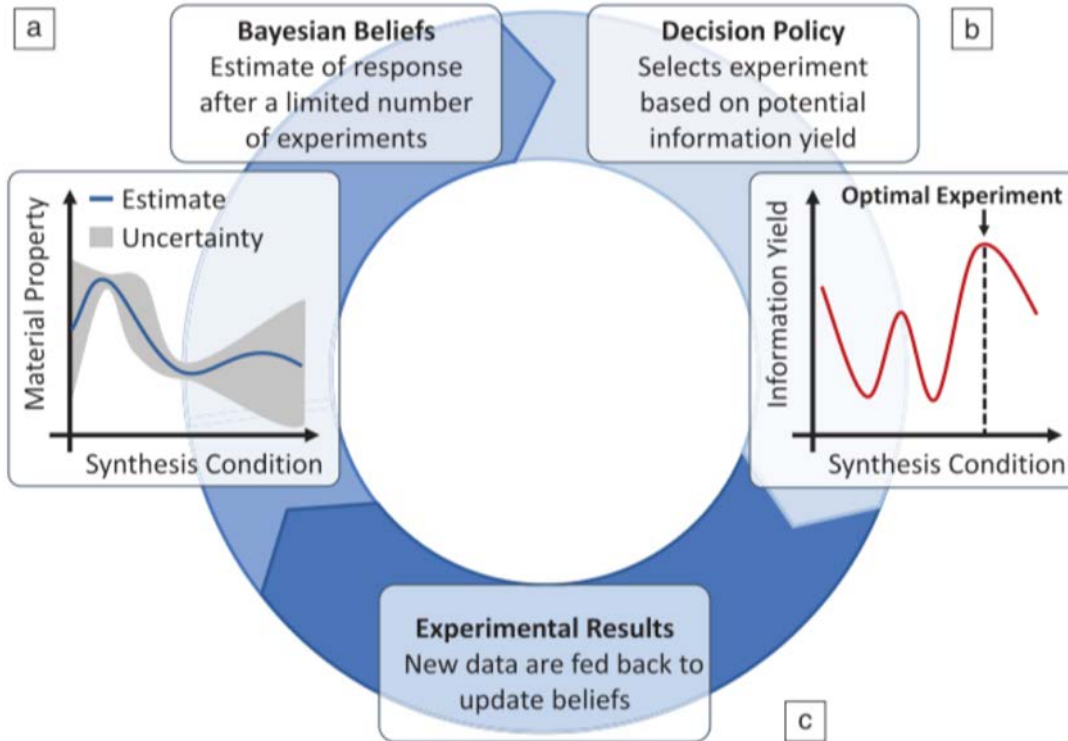 a
Bayesian Beliefs
Estimate of response
after a limited number
of experiments
Decision Policy
Selects experiment
based on potential
information yield
b
Estimate
Uncertainty
Material Property
Synthesis Condition
Optimal Experiment
Information Yield
Synthesis Condition
Experimental Results
New data are fed back to
update beliefs
c